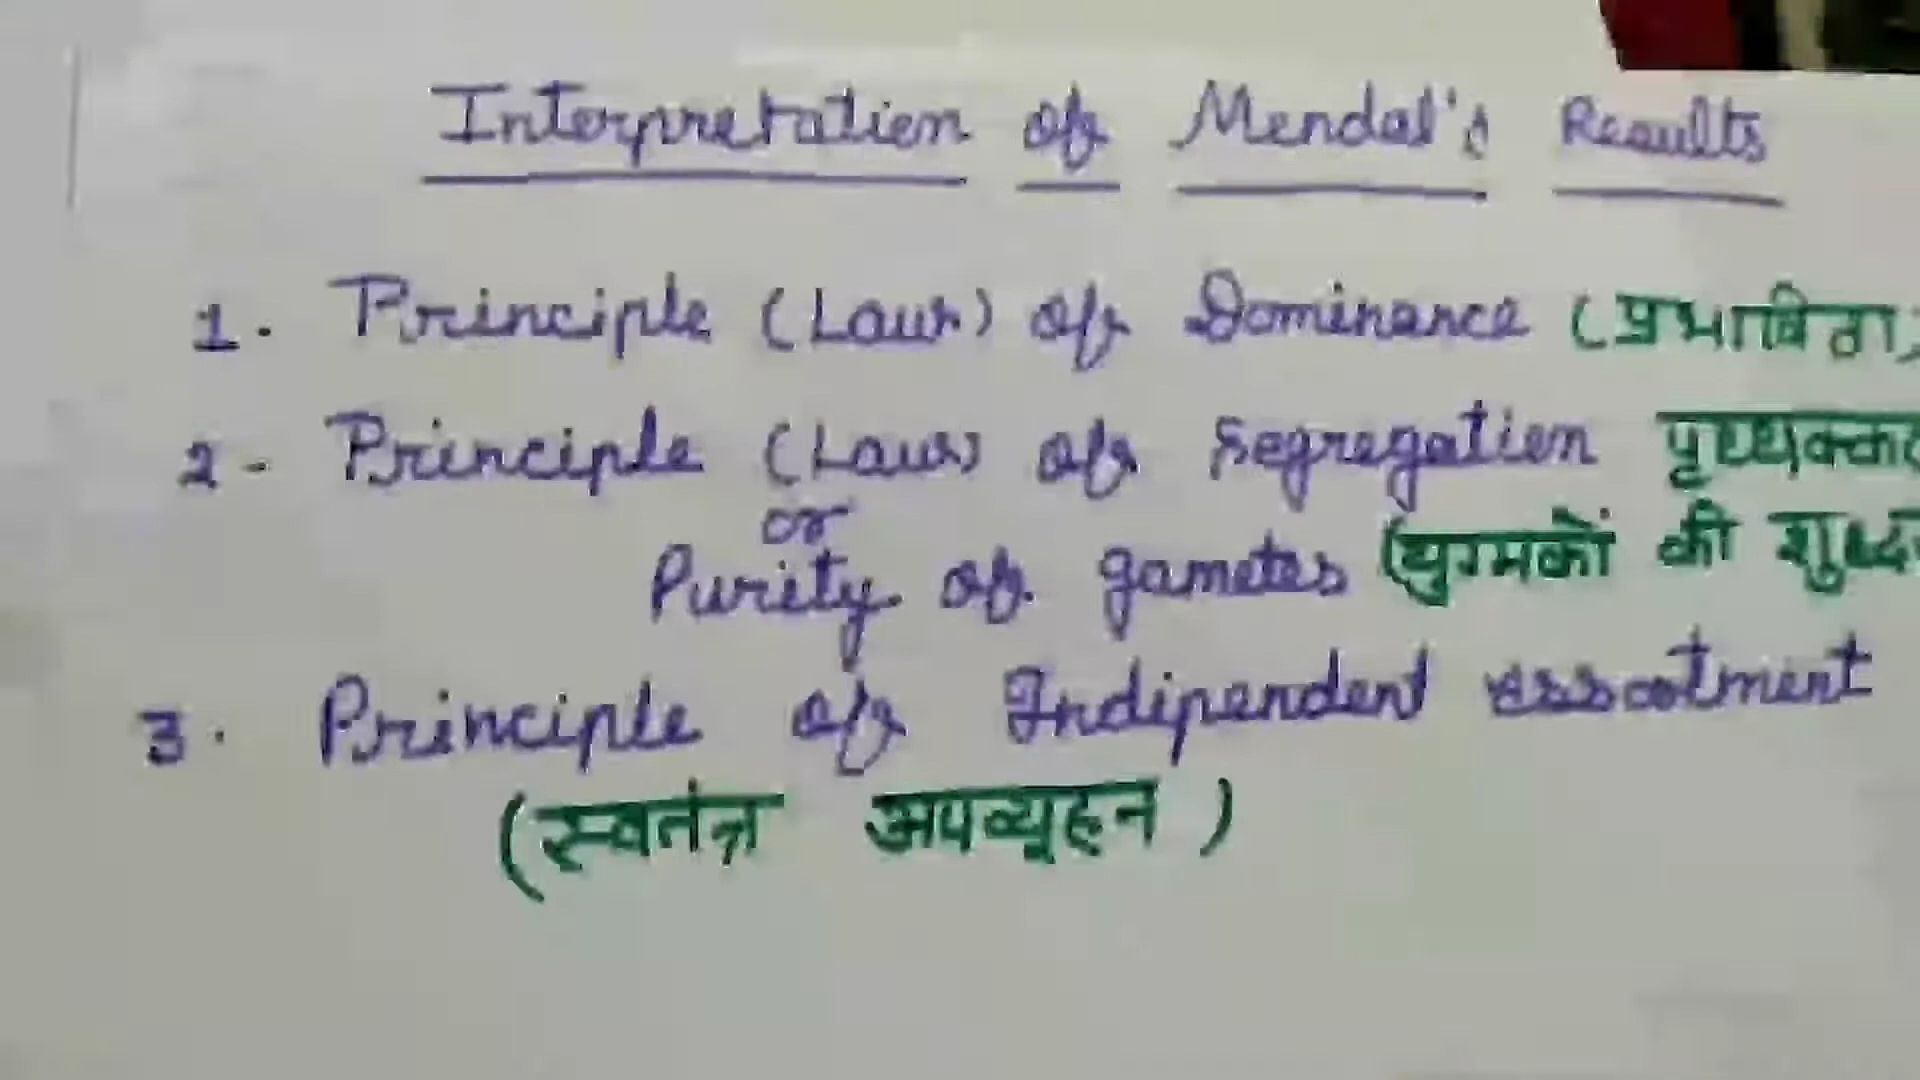 Interpretation of Mendal's Results
1. Principle (Law) of Dominance (प्रभाविता)
2- Principle (Law) of Segregation
or
Purity of gametes (युग्मकों की
3. Principle of Indipendent assortment
(स्वतंत्र अपव्यूहन)